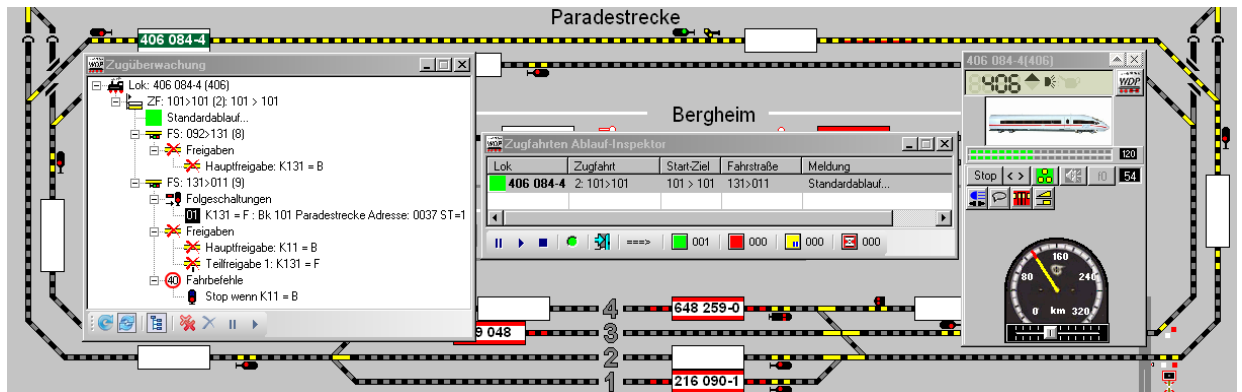 Paradestrecke
406 084-4
Zugüberwachung
Lok: 406 084-4 (406)
ZF: 101>101 (2): 101 > 101
Standardablauf...
FS: 092>131 (8)
Freigaben
Hauptfreigabe: K131 = B
FS: 131>011 (9)
Folgeschaltungen
01 K131 = F : Bk 101 Paradestrecke Adresse: 0037 ST=1
Freigaben
Hauptfreigabe: K11 = B
Teilfreigabe 1: K131 = F
40 Fahrbefehle
Stop wenn K11 = B
Bergheim
Zugfahrten Ablauf-Inspektor
Lok Zugfahrt Start-Ziel Fahrstraße Meldung
406 084-4 2: 101>101 101 > 101 131>011 Standardablauf...
===> 001 000 000 000
4 648 259-0
9 048 3
2
1 216 090-1
406 084-4(406)
406 WDP
120
Stop < > f0 54
160
80 240
0 km 320